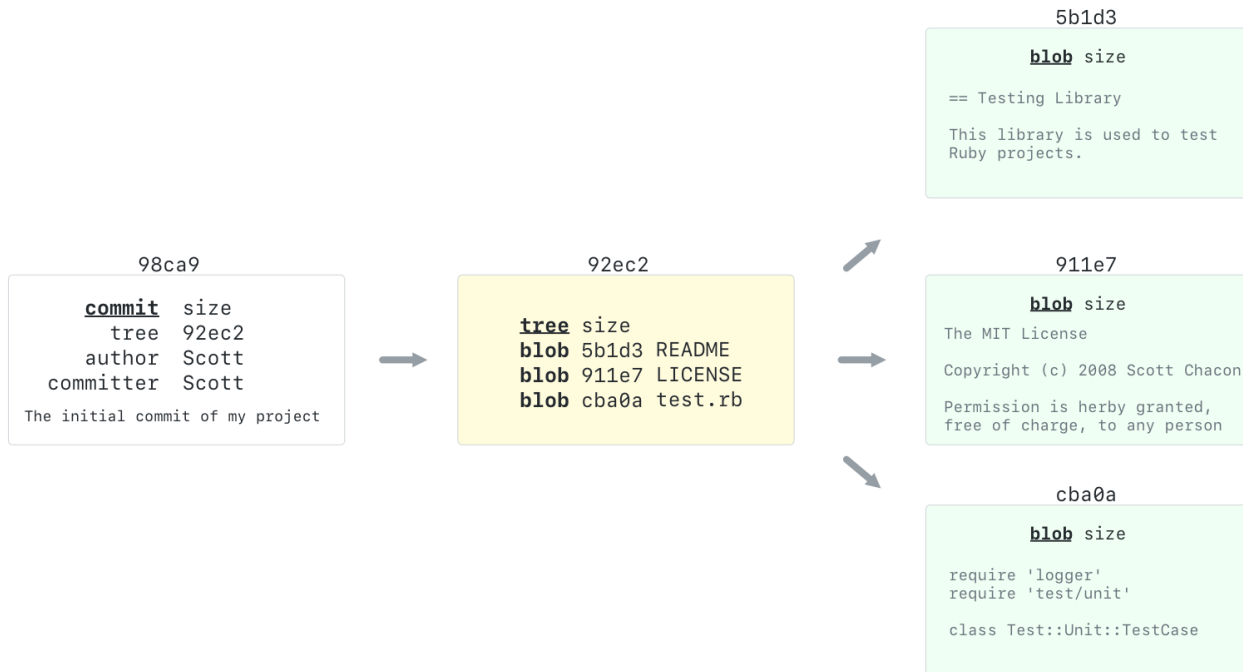 98ca9
commit size
tree 92ec2
author Scott
committer Scott
The initial commit of my project
92ec2
tree size
blob 5b1d3 README
blob 911e7 LICENSE
blob cba0a test.rb
5b1d3
blob size
== Testing Library
This library is used to test
Ruby projects.
911e7
blob size
The MIT License
Copyright (c) 2008 Scott Chacon
Permission is herby granted,
free of charge, to any person
cba0a
blob size
require 'logger'
require 'test/unit'
class Test::Unit::TestCase